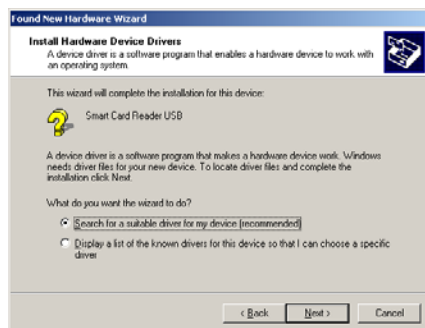 Found New Hardware Wizard
Install Hardware Device Drivers
A device driver is a software program that enables a hardware device to work with
an operating system.
This wizard will complete the installation for this device:
Smart Card Reader USB
A device driver is a software program that makes a hardware device work. Windows
needs driver files for your new device. To locate driver files and complete the
installation click Next.
What do you want the wizard to do?
Search for a suitable driver for my device (recommended)
Display a list of the known drivers for this device so that I can choose a specific
driver
< Back Next > Cancel